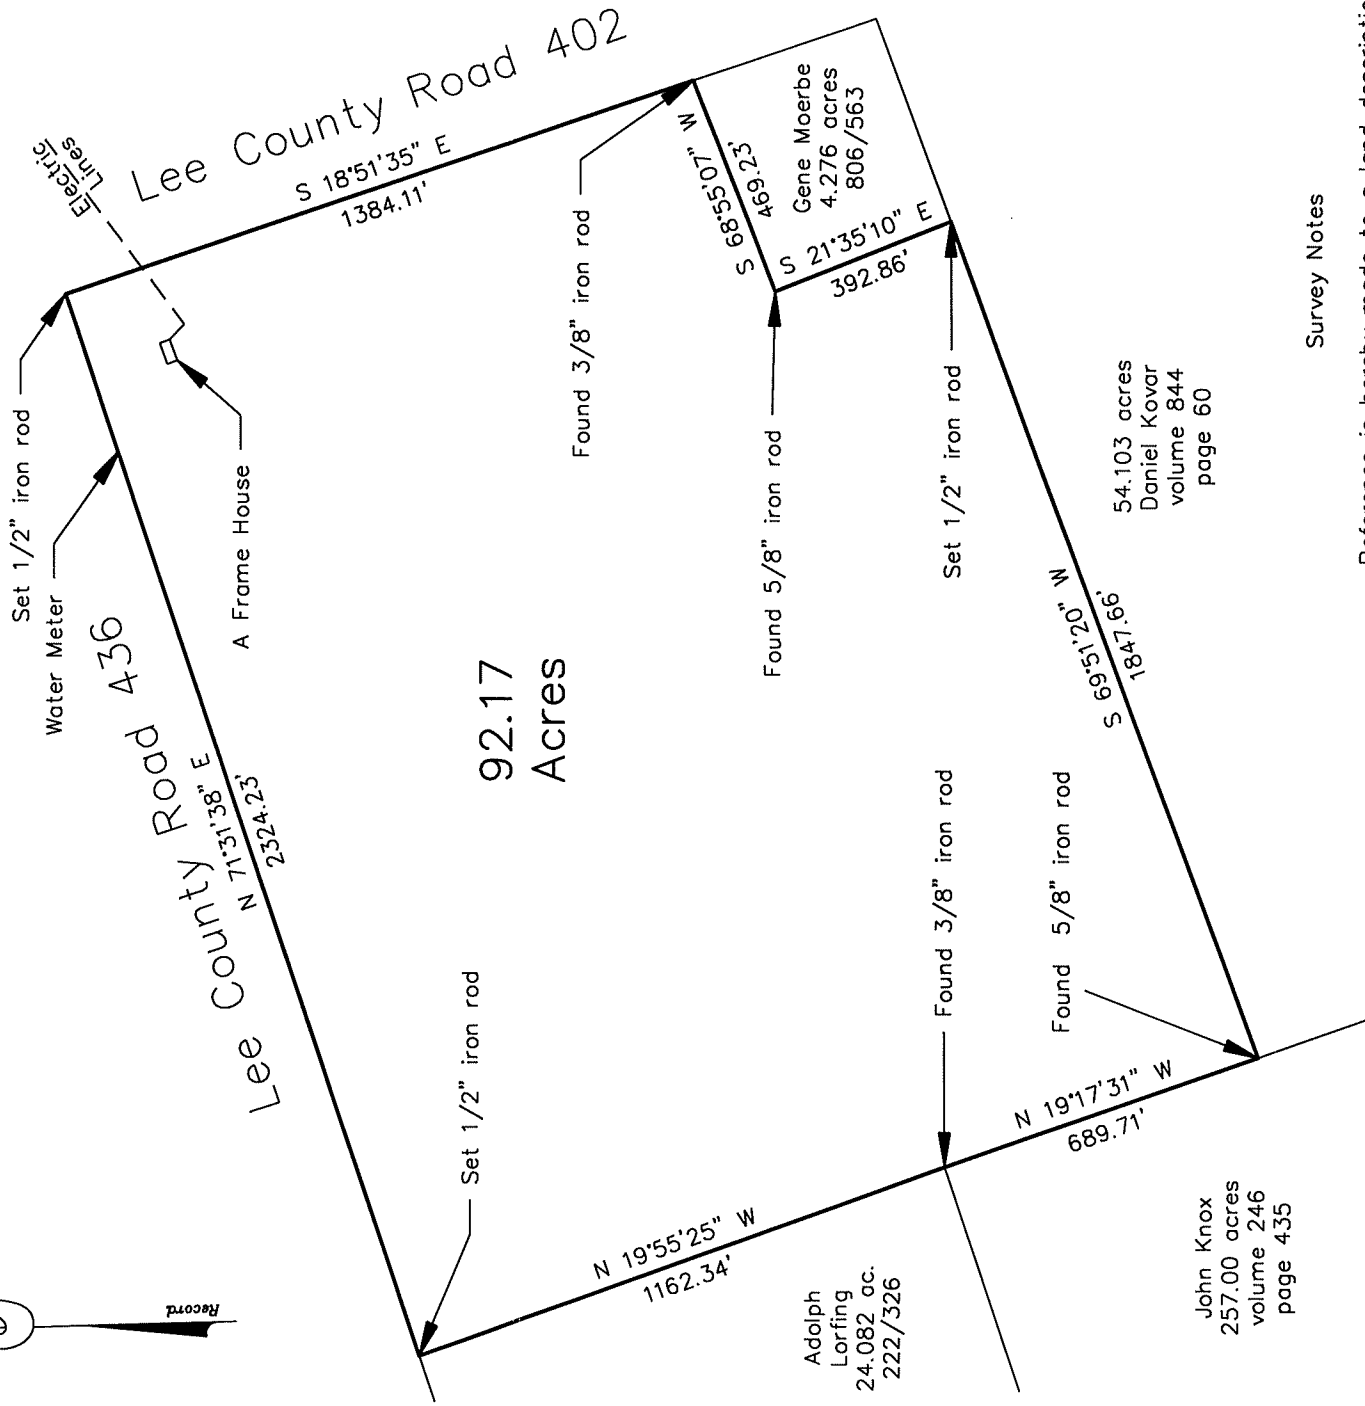 Set 1/2" iron rod
Water Meter
Lee County Road 436
N 71°31'38" E
2324.23'
A Frame House
Electric
Lines
Lee County Road 402
S 18°51'35" E
1384.11'
Found 3/8" iron rod
S 68°55'07" W
469.23'
Gene Moerbe
4.276 acres
806/563
S 21°35'10" E
392.86'
Found 5/8" iron rod
Set 1/2" iron rod
92.17
Acres
54.103 acres
Daniel Kovar
volume 844
page 60
S 69°51'20" W
1847.66'
Set 1/2" iron rod
Found 3/8" iron rod
Found 5/8" iron rod
N 19°17'31" W
689.71'
N 19°55'25" W
1162.34'
Adolph
Lorfing
24.082 ac.
222/326
John Knox
257.00 acres
volume 246
page 435
Record
Survey Notes